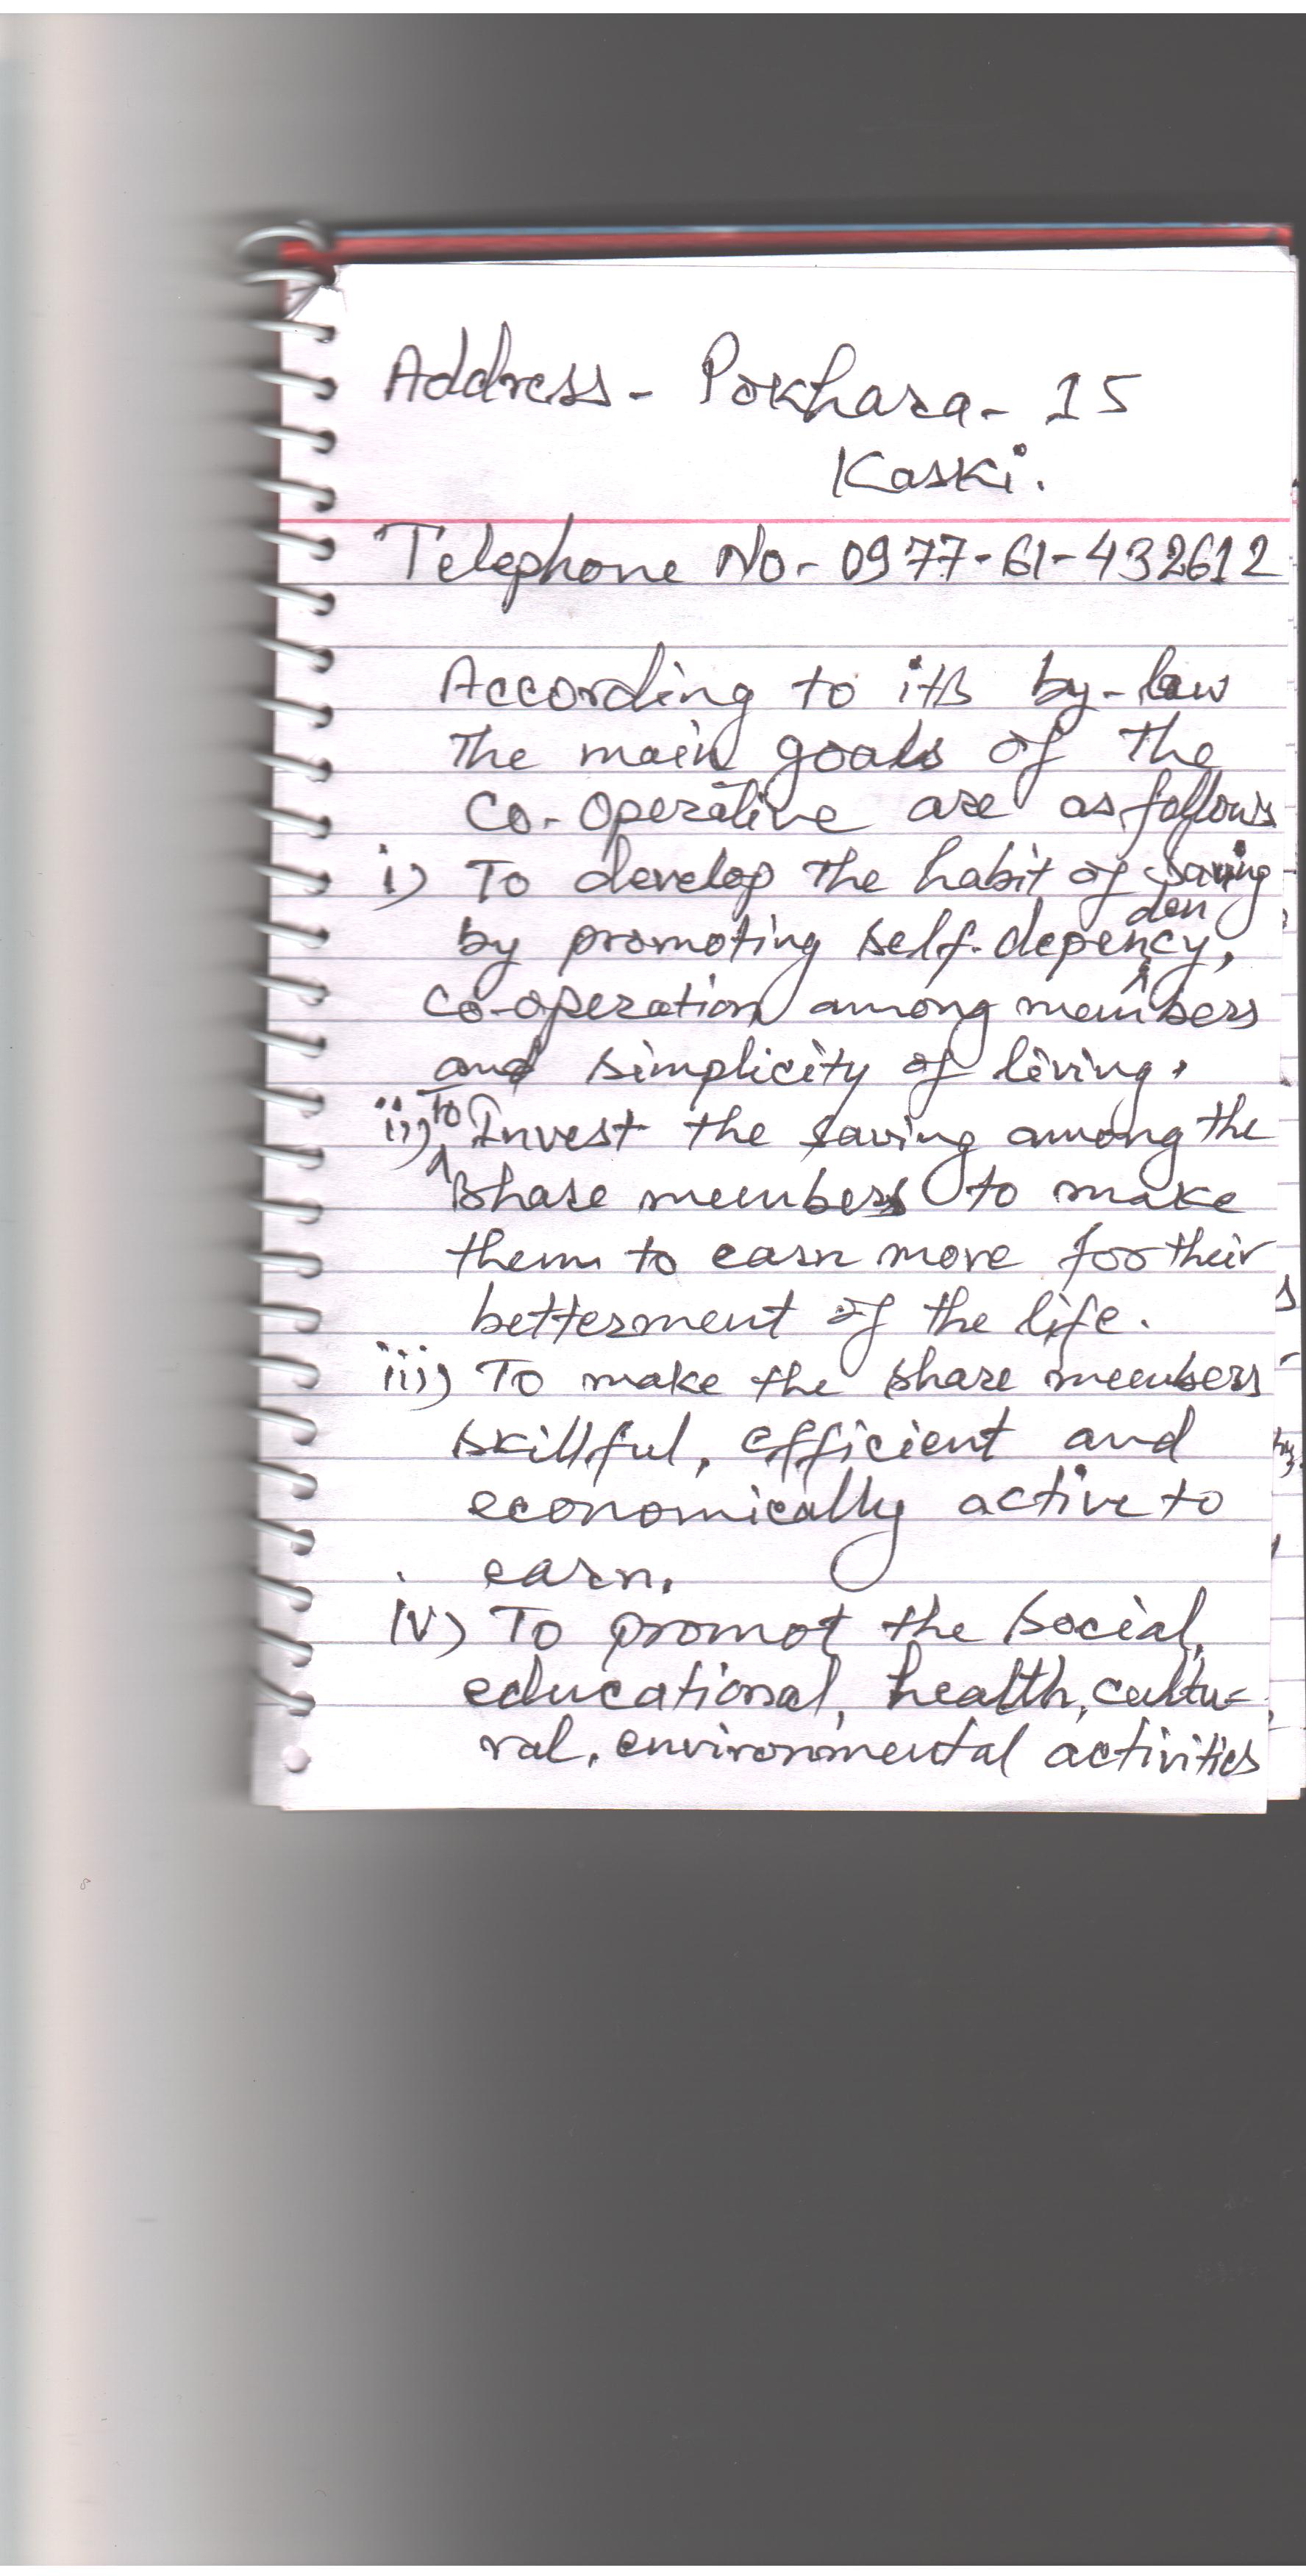 Address - Pokhara - 15
Kaski.
Telephone No - 0977-61-432612
According to its by-law
the main goals of the
co-operative are as follows
i) To develop the habit of saving
by promoting self-dependency,
co-operation among members
and simplicity of living.
ii) To Invest the saving among the
share members to make
them to earn more for their
betterment of the life.
iii) To make the share members
skillful, efficient and
economically active to
earn.
iv) To promot the social,
educational, health, cultu-
ral, environmental activities